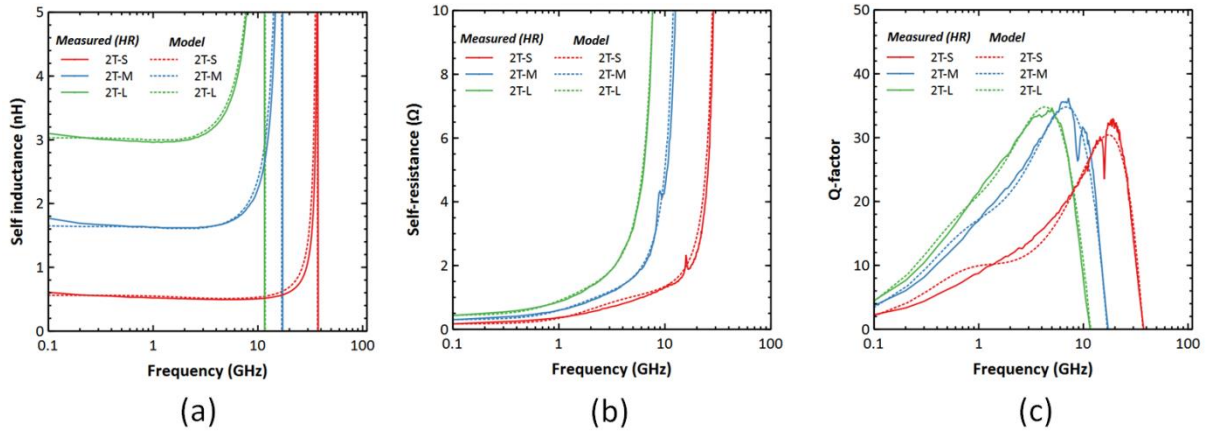 5
4
3
2
1
0
Self inductance (nH)
Measured (HR) Model
2T-S 2T-S
2T-M 2T-M
2T-L 2T-L
0.1 1 10 100
Frequency (GHz)
(a)
10
8
6
4
2
0
Self-resistance (Ω)
Measured (HR) Model
2T-S 2T-S
2T-M 2T-M
2T-L 2T-L
0.1 1 10 100
Frequency (GHz)
(b)
50
40
30
20
10
0
Q-factor
Measured (HR) Model
2T-S 2T-S
2T-M 2T-M
2T-L 2T-L
0.1 1 10 100
Frequency (GHz)
(c)